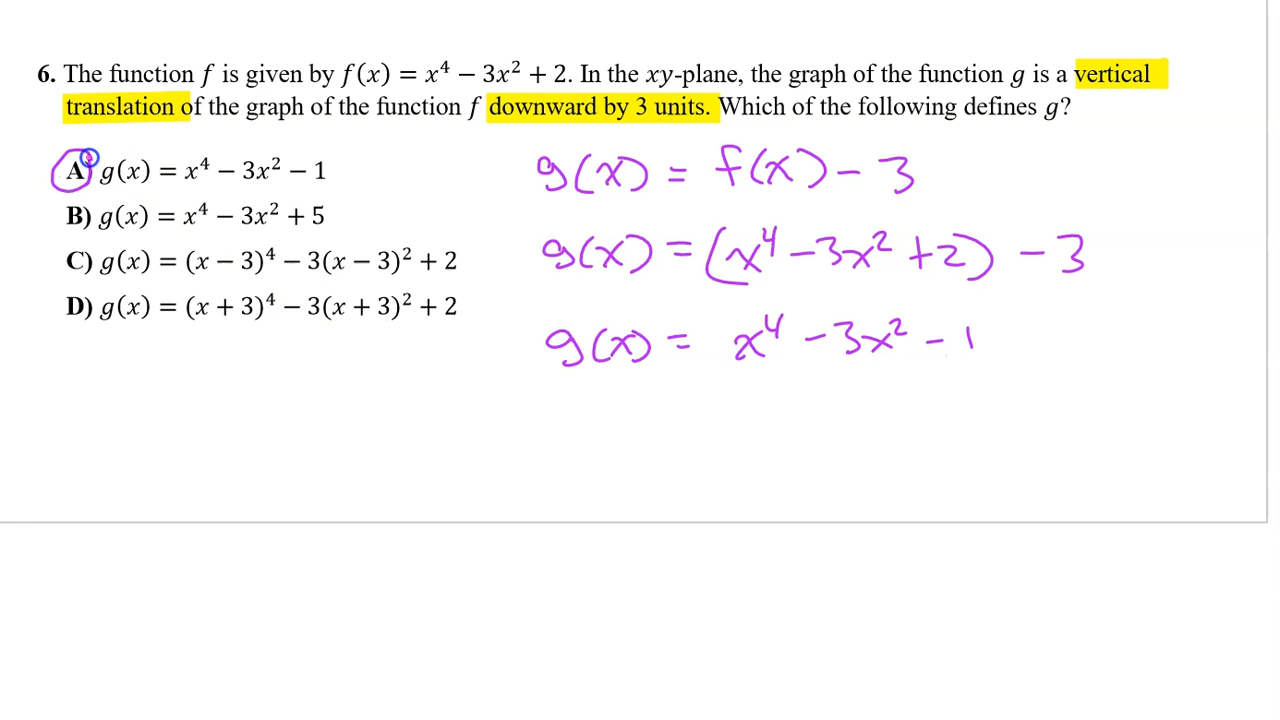 6. The function f is given by f(x) = x⁴ − 3x² + 2. In the xy-plane, the graph of the function g is a vertical
translation of the graph of the function f downward by 3 units. Which of the following defines g?
A) g(x) = x⁴ − 3x² − 1
B) g(x) = x⁴ − 3x² + 5
C) g(x) = (x − 3)⁴ − 3(x − 3)² + 2
D) g(x) = (x + 3)⁴ − 3(x + 3)² + 2
g(x) = f(x) − 3
g(x) = (x⁴ − 3x² + 2) − 3
g(x) = x⁴ − 3x² − 1